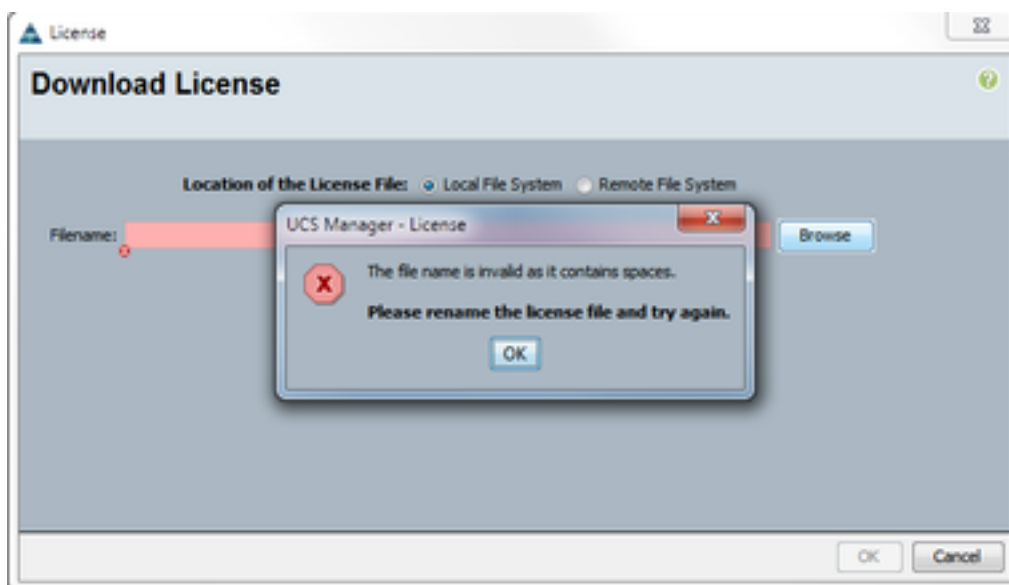 License
Download License
Location of the License File: Local File System Remote File System
Filename:
Browse
UCS Manager - License
The file name is invalid as it contains spaces.
Please rename the license file and try again.
OK
OK Cancel